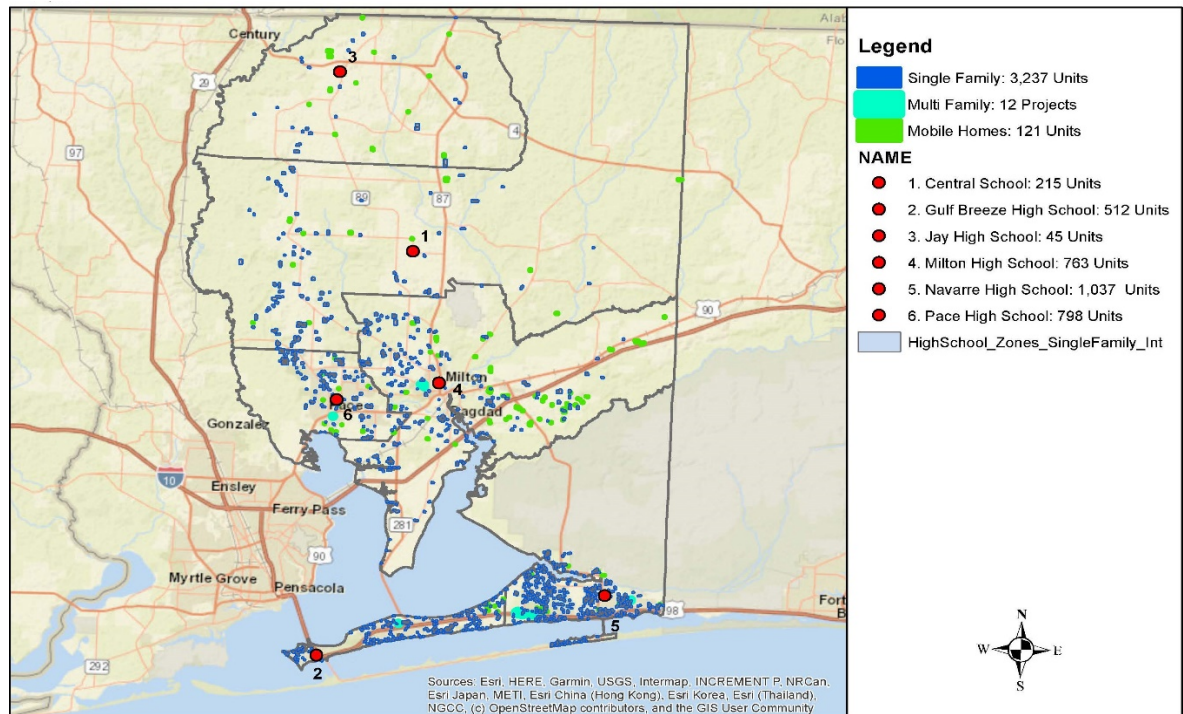 Century
Alab
Flo
29
3
4
97
89
87
1
90
Milton
4
Bagdad
6
Gonzalez
10
Ensley
Ferry Pass
281
90
Myrtle Grove
Pensacola
98
Fort
B
5
2
292
Sources: Esri, HERE, Garmin, USGS, Intermap, INCREMENT P, NRCan,
Esri Japan, METI, Esri China (Hong Kong), Esri Korea, Esri (Thailand),
NGCC, (c) OpenStreetMap contributors, and the GIS User Community
Legend
Single Family: 3,237 Units
Multi Family: 12 Projects
Mobile Homes: 121 Units
NAME
1. Central School: 215 Units
2. Gulf Breeze High School: 512 Units
3. Jay High School: 45 Units
4. Milton High School: 763 Units
5. Navarre High School: 1,037 Units
6. Pace High School: 798 Units
HighSchool_Zones_SingleFamily_Int
N
W
E
S